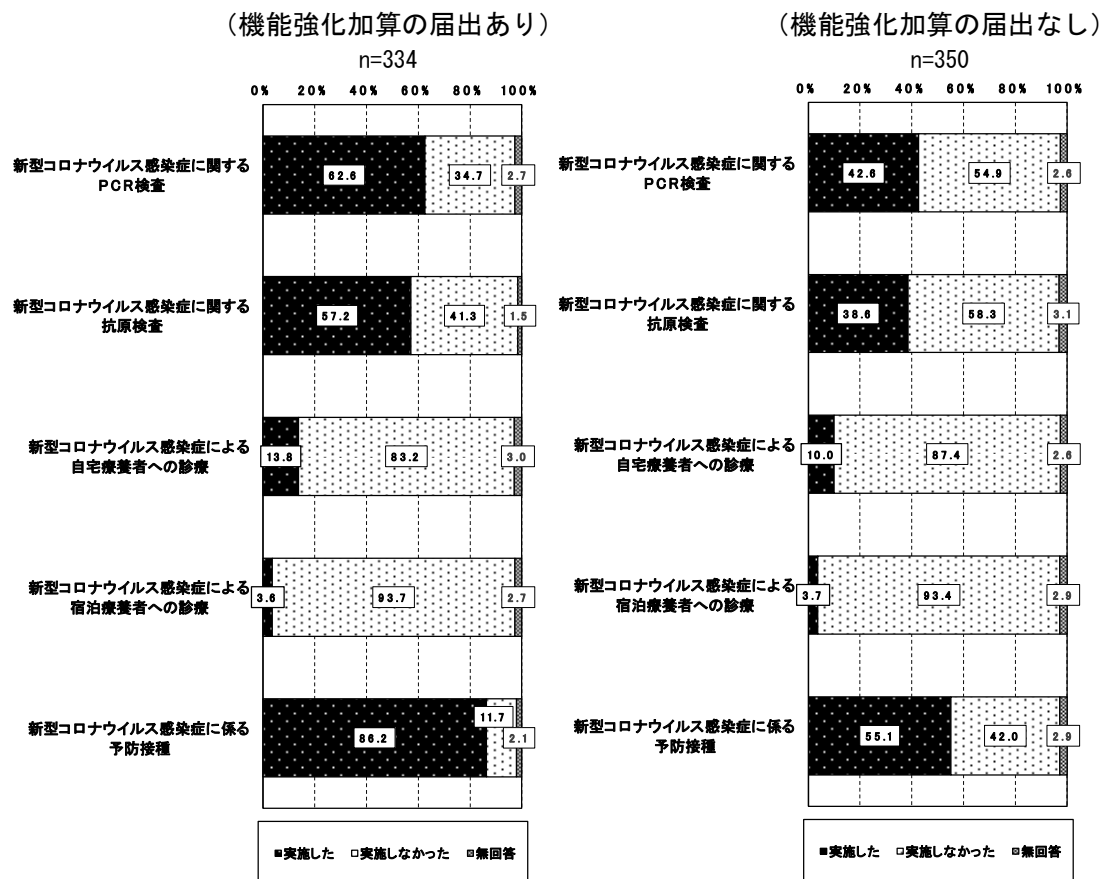 （機能強化加算の届出あり）
n=334
0% 20% 40% 60% 80% 100%
新型コロナウイルス感染症に関する
PCR検査
62.6 34.7 2.7
新型コロナウイルス感染症に関する
抗原検査
57.2 41.3 1.5
新型コロナウイルス感染症による
自宅療養者への診療
13.8 83.2 3.0
新型コロナウイルス感染症による
宿泊療養者への診療
3.6 93.7 2.7
新型コロナウイルス感染症に係る
予防接種
86.2 11.7 2.1
実施した 実施しなかった 無回答
（機能強化加算の届出なし）
n=350
0% 20% 40% 60% 80% 100%
新型コロナウイルス感染症に関する
PCR検査
42.6 54.9 2.6
新型コロナウイルス感染症に関する
抗原検査
38.6 58.3 3.1
新型コロナウイルス感染症による
自宅療養者への診療
10.0 87.4 2.6
新型コロナウイルス感染症による
宿泊療養者への診療
3.7 93.4 2.9
新型コロナウイルス感染症に係る
予防接種
55.1 42.0 2.9
実施した 実施しなかった 無回答